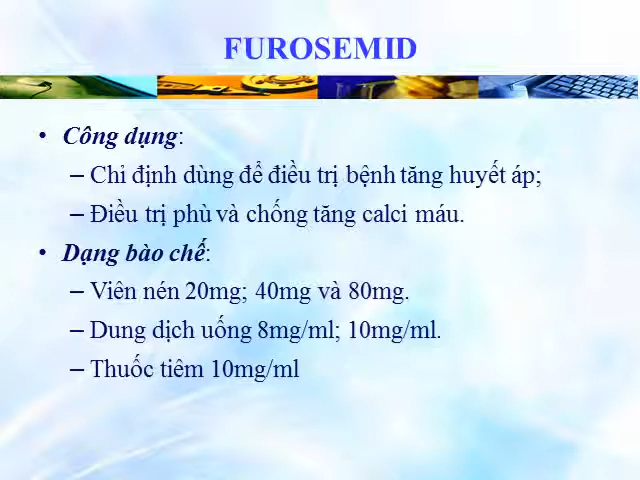 FUROSEMID
• Công dụng:
– Chỉ định dùng để điều trị bệnh tăng huyết áp;
– Điều trị phù và chống tăng calci máu.
• Dạng bào chế:
– Viên nén 20mg; 40mg và 80mg.
– Dung dịch uống 8mg/ml; 10mg/ml.
– Thuốc tiêm 10mg/ml